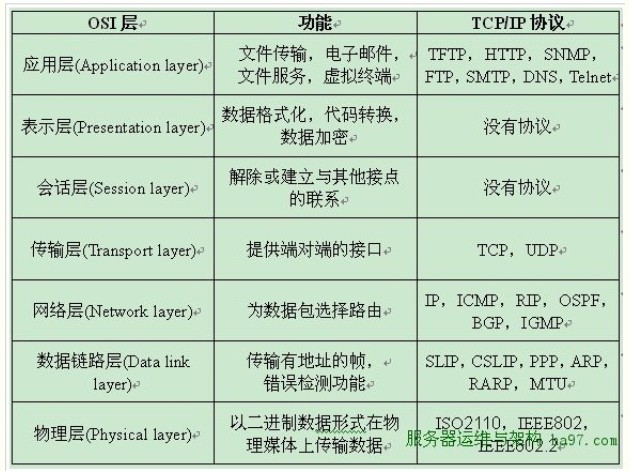 OSI 层 功能 TCP/IP 协议
应用层(Application layer) 文件传输，电子邮件， TFTP，HTTP，SNMP，
文件服务，虚拟终端 FTP，SMTP，DNS，Telnet
表示层(Presentation layer) 数据格式化，代码转换， 没有协议
数据加密
会话层(Session layer) 解除或建立与其他接点 没有协议
的联系
传输层(Transport layer) 提供端对端的接口 TCP，UDP
网络层(Network layer) 为数据包选择路由 IP，ICMP，RIP，OSPF，
BGP，IGMP
数据链路层(Data link 传输有地址的帧， SLIP，CSLIP，PPP，ARP，
layer) 错误检测功能 RARP，MTU
物理层(Physical layer) 以二进制数据形式在物 ISO2110，IEEE802，
理媒体上传输数据 IEEE802.2
服务器运维与架构 ha97.com